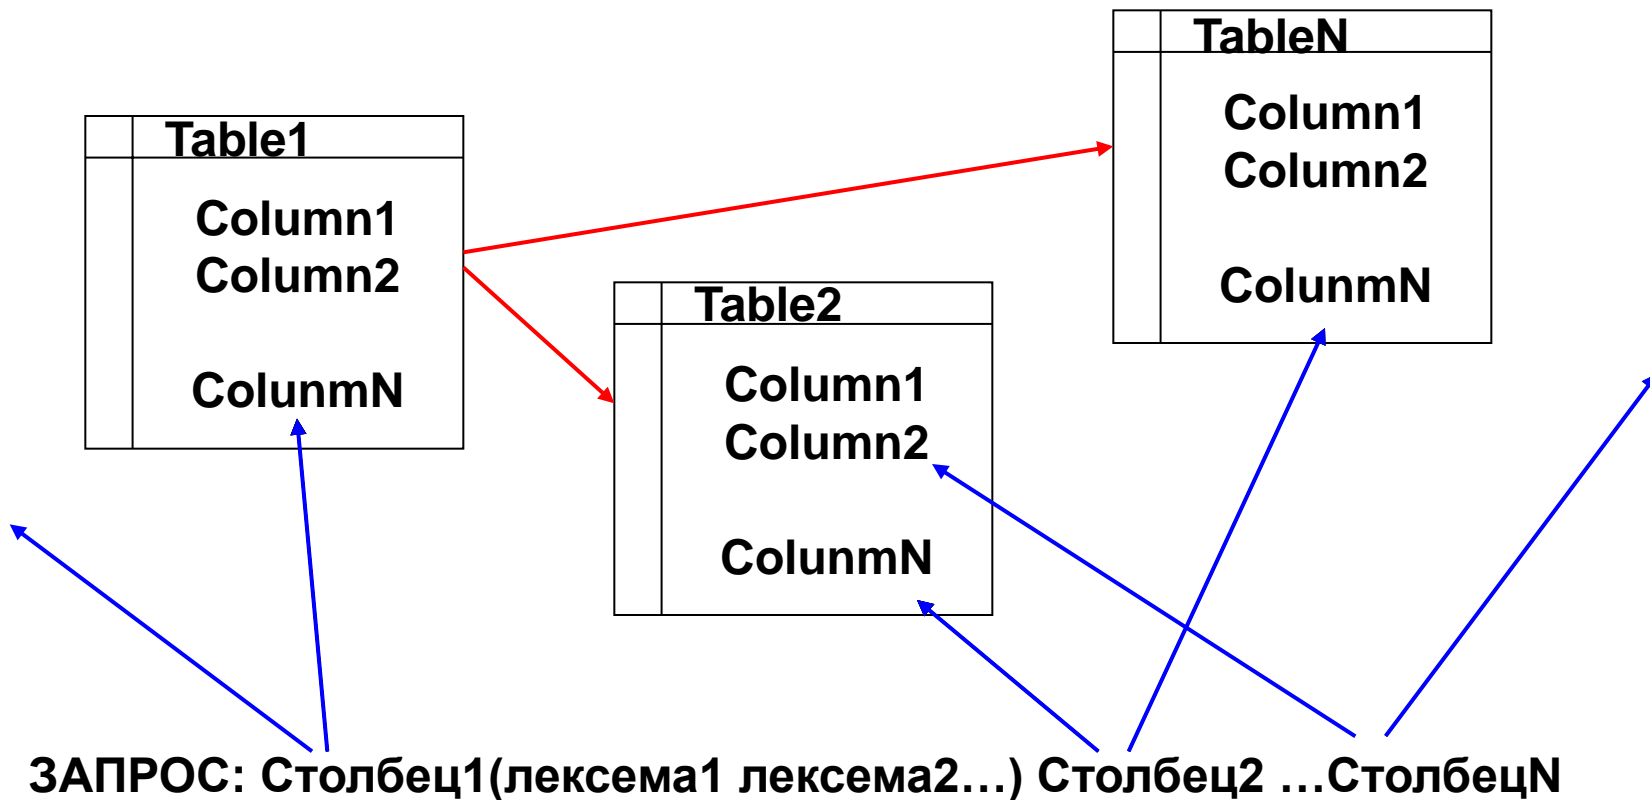 Table1
Column1
Column2
ColunmN
Table2
Column1
Column2
ColunmN
TableN
Column1
Column2
ColunmN
ЗАПРОС: Столбец1(лексема1 лексема2...) Столбец2 ...СтолбецN